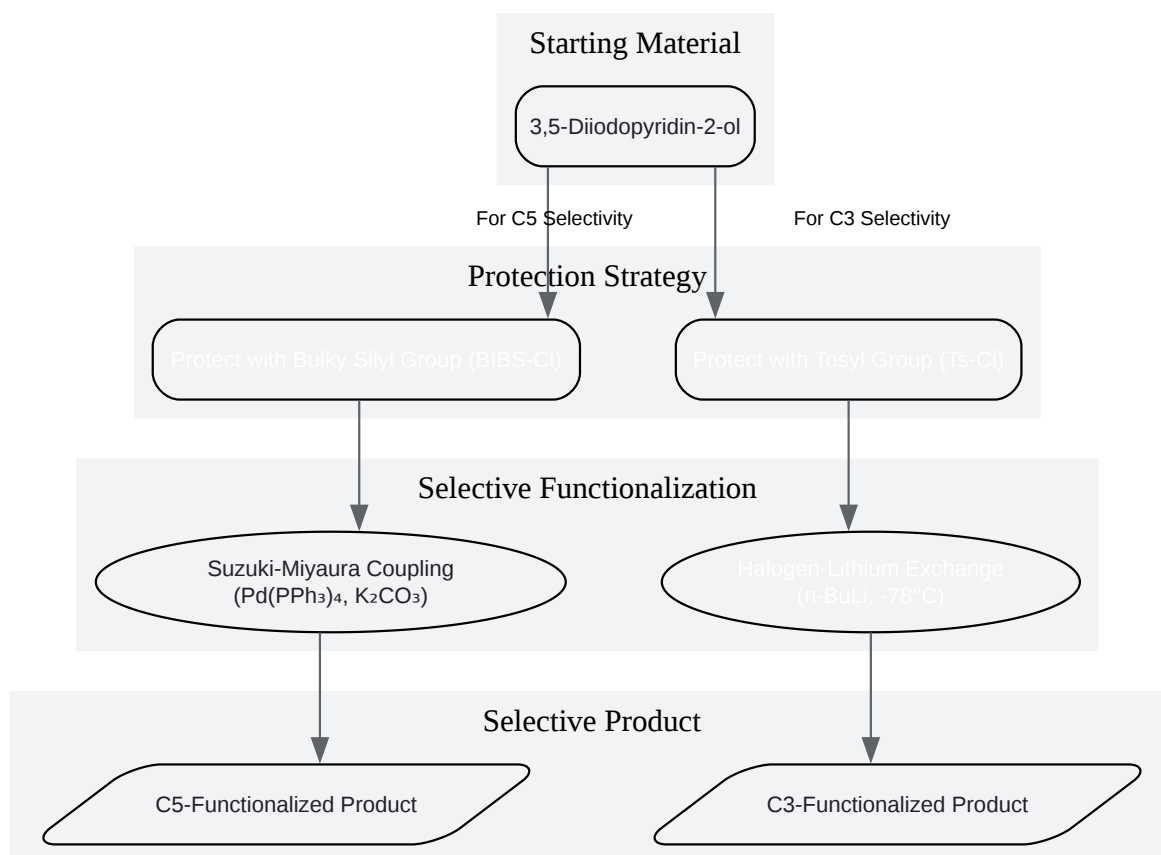 Starting Material
3,5-Diiodopyridin-2-ol
For C5 Selectivity
For C3 Selectivity
Protection Strategy
Protect with Bulky Silyl Group (BIBS-Cl)
Protect with Tosyl Group (Ts-Cl)
Selective Functionalization
Suzuki-Miyaura Coupling
(Pd(PPh₃)₄, K₂CO₃)
Halogen-Lithium Exchange
(n-BuLi, -78°C)
Selective Product
C5-Functionalized Product
C3-Functionalized Product